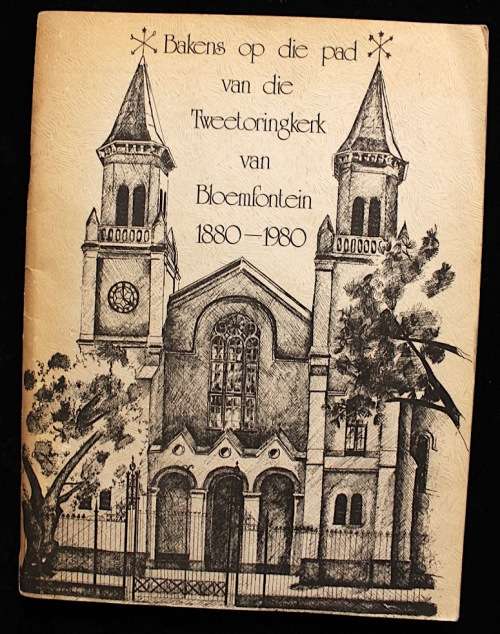 Bakens op die pad
van die
Tweetoringkerk
van
Bloemfontein
1880—1980